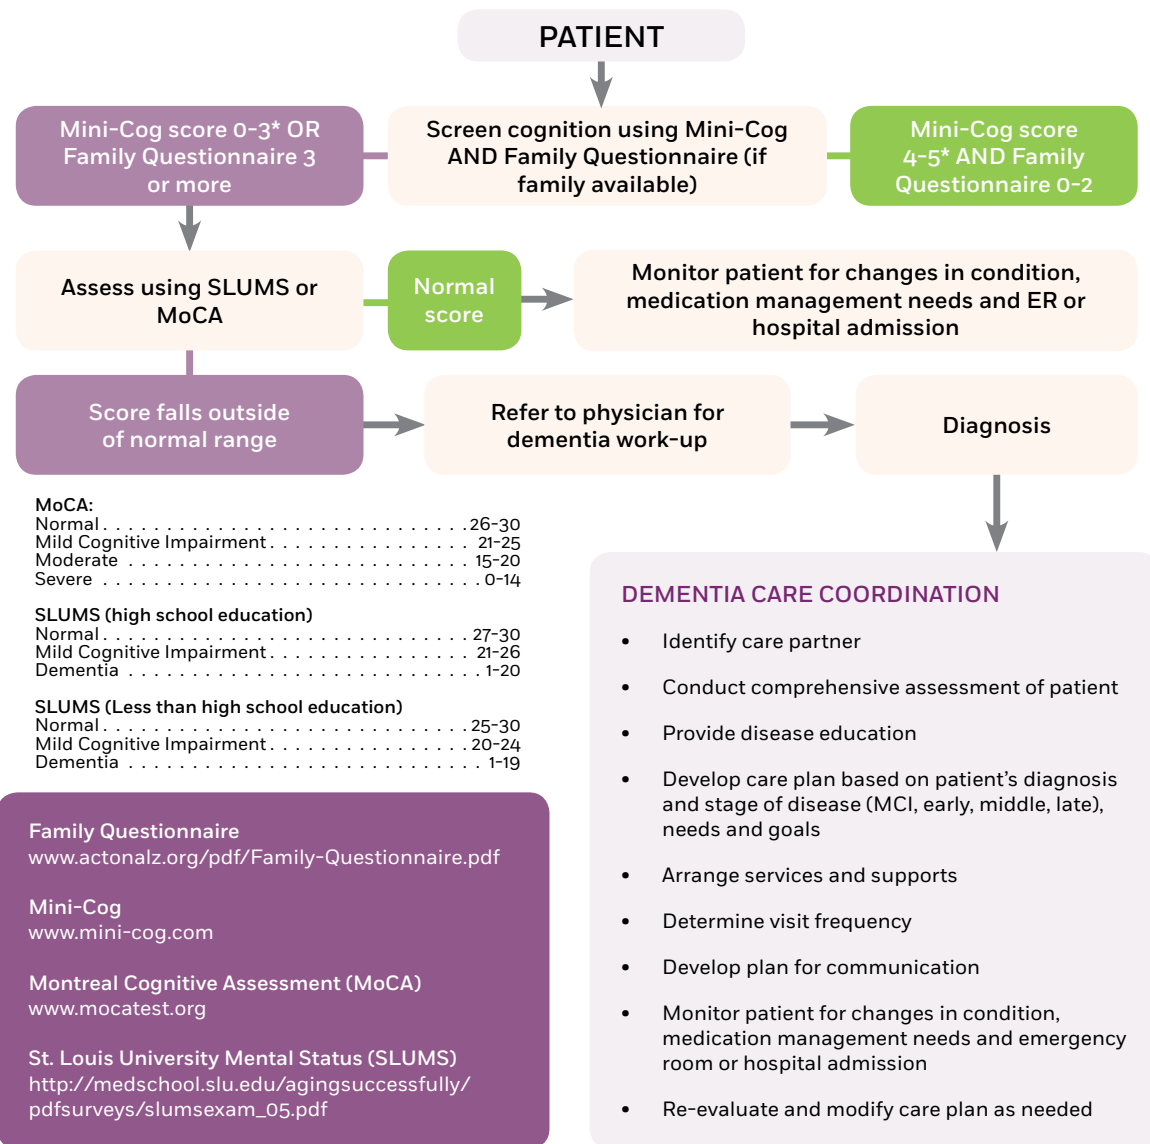 PATIENT
Mini-Cog score 0-3* OR
Family Questionnaire 3
or more
Screen cognition using Mini-Cog
AND Family Questionnaire (if
family available)
Mini-Cog score
4-5* AND Family
Questionnaire 0-2
Assess using SLUMS or
MoCA
Normal
score
Monitor patient for changes in condition,
medication management needs and ER or
hospital admission
Score falls outside
of normal range
Refer to physician for
dementia work-up
Diagnosis
MoCA:
Normal . . . . . . . . . . . . . . . . . . . . . . . . . . . . . 26-30
Mild Cognitive Impairment . . . . . . . . . . . . . . . . 21-25
Moderate . . . . . . . . . . . . . . . . . . . . . . . . . . . 15-20
Severe . . . . . . . . . . . . . . . . . . . . . . . . . . . . . 0-14
SLUMS (high school education)
Normal . . . . . . . . . . . . . . . . . . . . . . . . . . . . . 27-30
Mild Cognitive Impairment . . . . . . . . . . . . . . . . 21-26
Dementia . . . . . . . . . . . . . . . . . . . . . . . . . . . . 1-20
SLUMS (Less than high school education)
Normal . . . . . . . . . . . . . . . . . . . . . . . . . . . . . 25-30
Mild Cognitive Impairment . . . . . . . . . . . . . . . . 20-24
Dementia . . . . . . . . . . . . . . . . . . . . . . . . . . . . 1-19
Family Questionnaire
www.actonalz.org/pdf/Family-Questionnaire.pdf
Mini-Cog
www.mini-cog.com
Montreal Cognitive Assessment (MoCA)
www.mocatest.org
St. Louis University Mental Status (SLUMS)
http://medschool.slu.edu/agingsuccessfully/
pdfsurveys/slumsexam_05.pdf
DEMENTIA CARE COORDINATION
• Identify care partner
• Conduct comprehensive assessment of patient
• Provide disease education
• Develop care plan based on patient's diagnosis
and stage of disease (MCI, early, middle, late),
needs and goals
• Arrange services and supports
• Determine visit frequency
• Develop plan for communication
• Monitor patient for changes in condition,
medication management needs and emergency
room or hospital admission
• Re-evaluate and modify care plan as needed